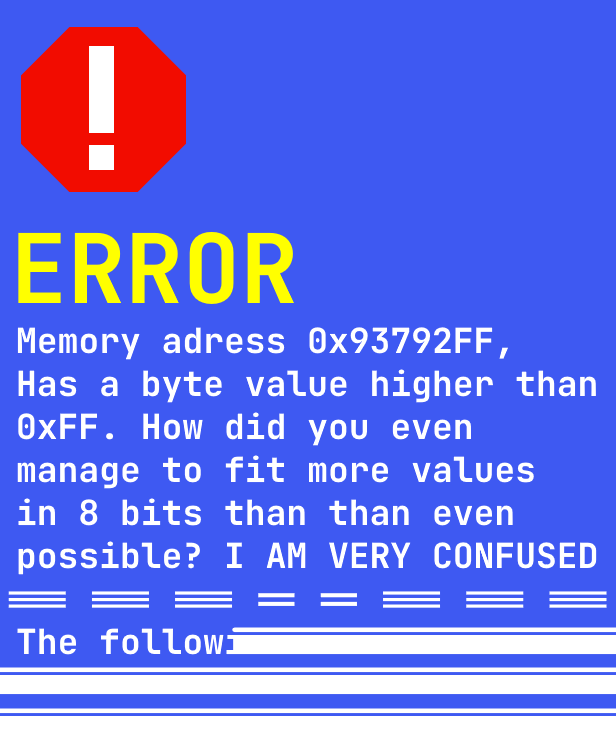 !
ERROR
Memory adress 0x93792FF,
Has a byte value higher than
0xFF. How did you even
manage to fit more values
in 8 bits than than even
possible? I AM VERY CONFUSED
The followi